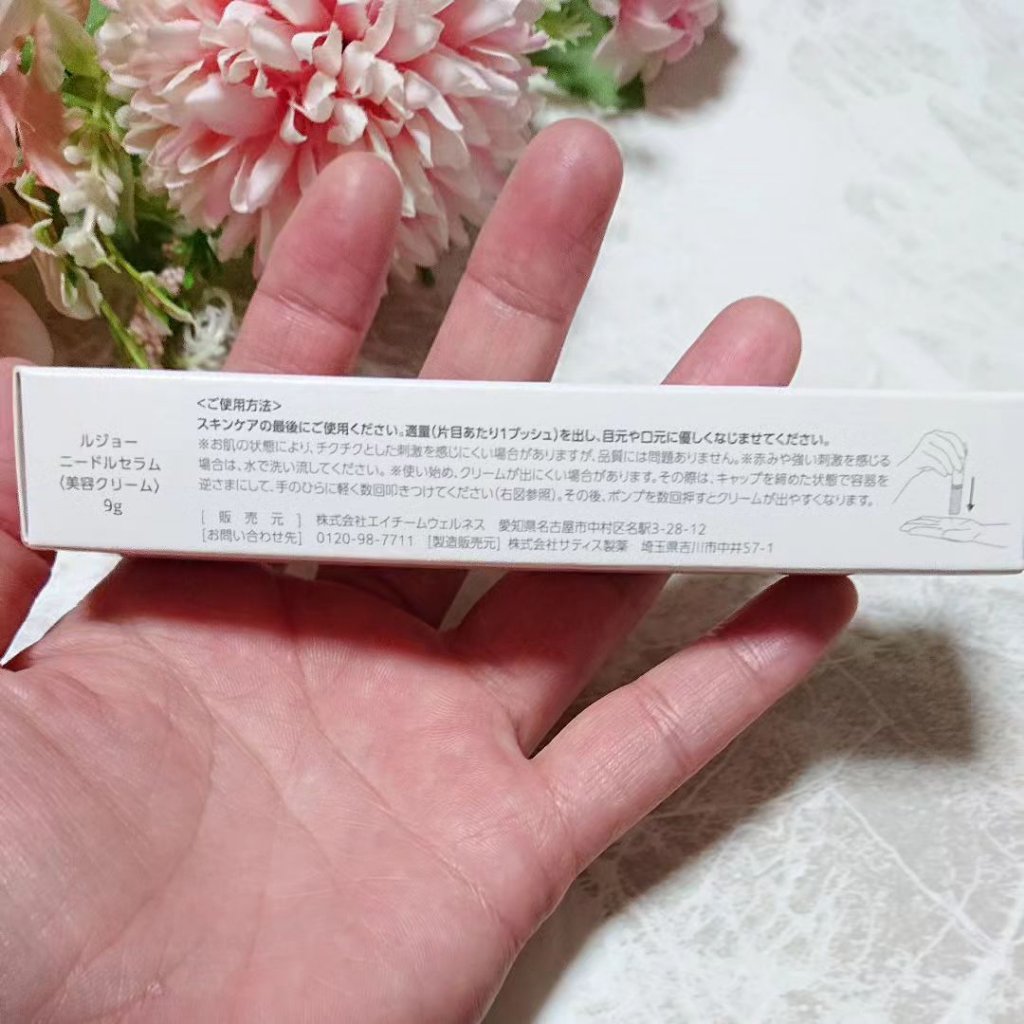 ルジョー
ニードルセラム
〈美容クリーム〉
9g
<ご使用方法>
スキンケアの最後にご使用ください。適量(片目あたり1プッシュ)を出し、目元や口元に優しくなじませてください。
※お肌の状態により、チクチクとした刺激を感じにくい場合がありますが、品質には問題ありません。※赤みや強い刺激を感じる
場合は、水で洗い流してください。 ※使い始め、クリームが出にくい場合があります。その際は、キャップを締めた状態で容器を
逆さまにして、手のひらに軽く数回叩きつけてください(右図参照)。その後、ポンプを数回押すとクリームが出やすくなります。
[ 販売元 ] 株式会社エイチームウェルネス 愛知県名古屋市中村区名駅3-28-12
[お問い合わせ先] 0120-98-7711 [製造販売元] 株式会社サティス製薬 埼玉県吉川市中井57-1